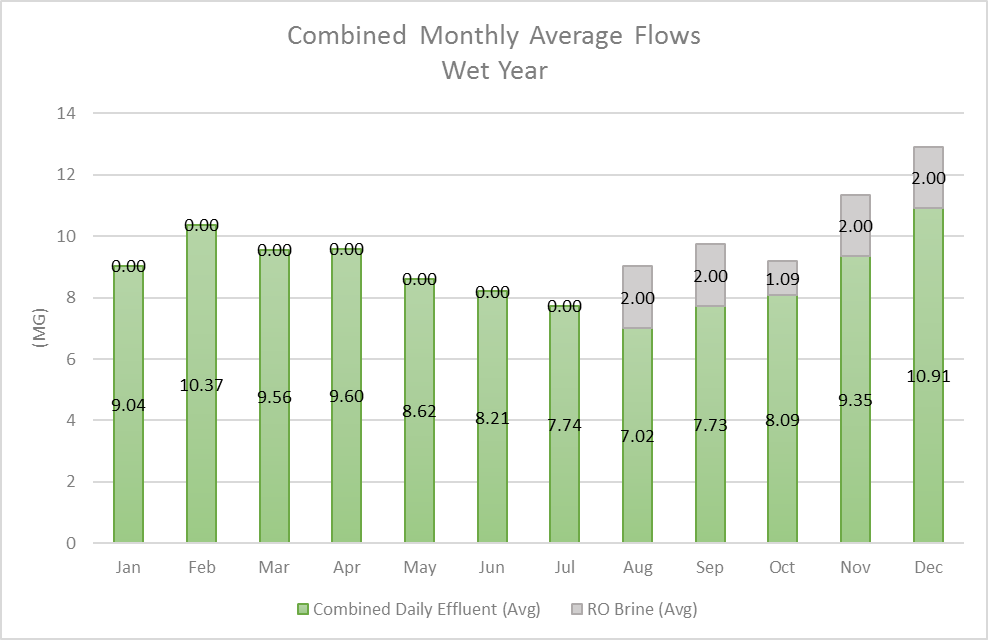 Combined Monthly Average Flows
Wet Year
14
12
10
8
6
4
2
0
(MG)
0.00 0.00 0.00 0.00 0.00 0.00 0.00 2.00 2.00 1.09 2.00 2.00
9.04 10.37 9.56 9.60 8.62 8.21 7.74 7.02 7.73 8.09 9.35 10.91
Jan Feb Mar Apr May Jun Jul Aug Sep Oct Nov Dec
Combined Daily Effluent (Avg) RO Brine (Avg)